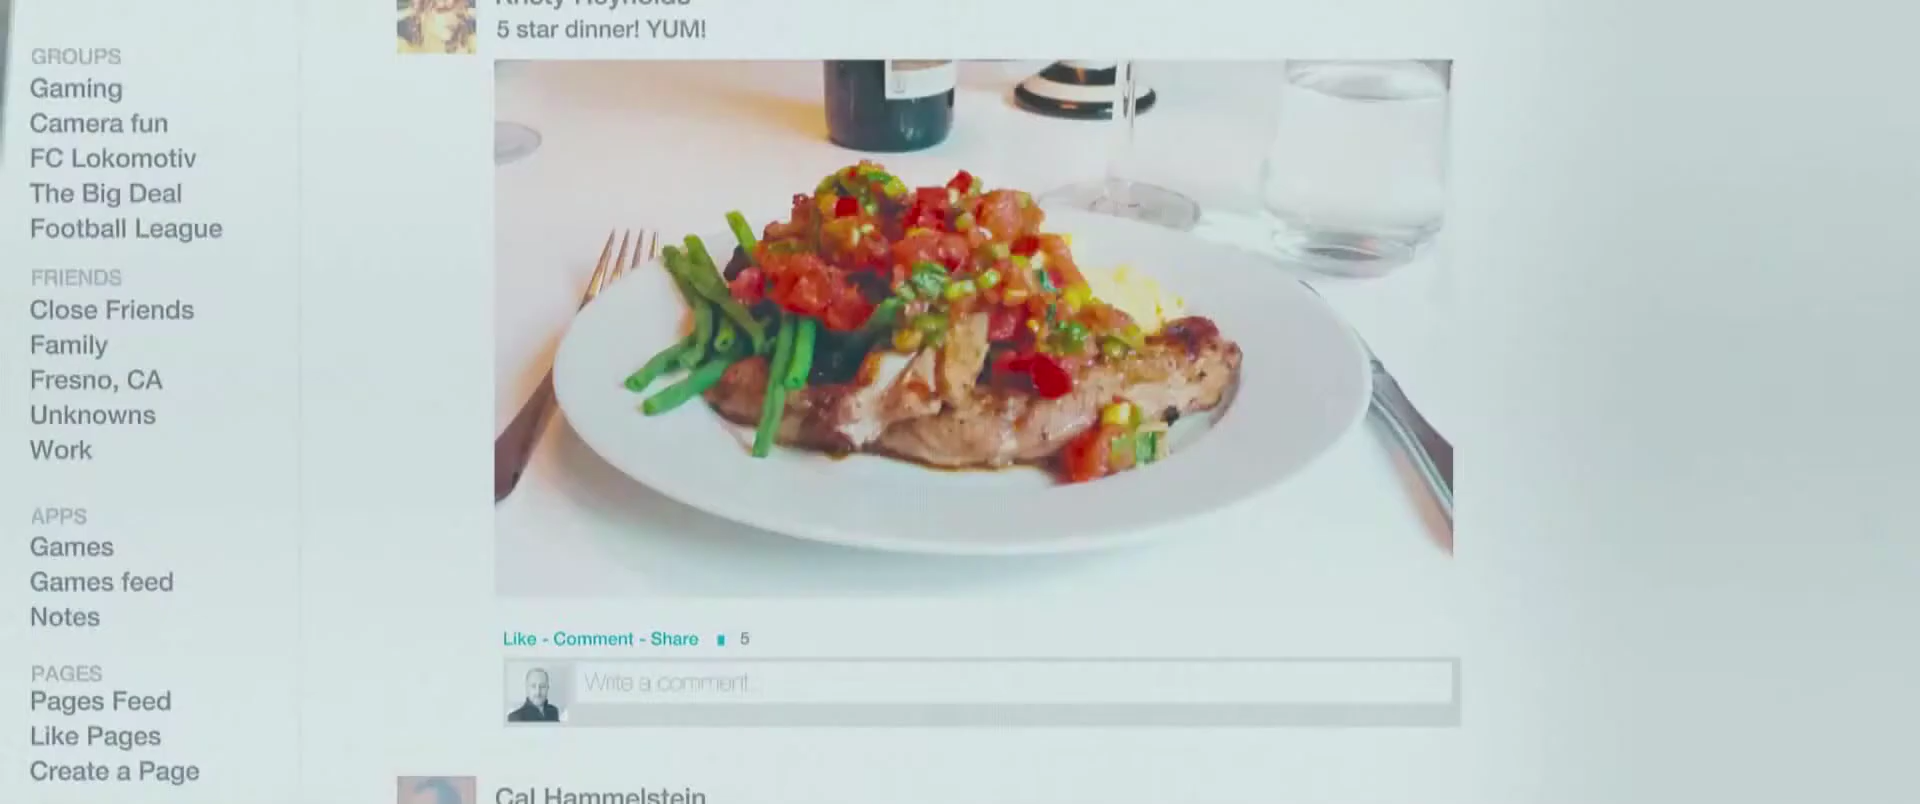 GROUPS
Gaming
Camera fun
FC Lokomotiv
The Big Deal
Football League
FRIENDS
Close Friends
Family
Fresno, CA
Unknowns
Work
APPS
Games
Games feed
Notes
PAGES
Pages Feed
Like Pages
Create a Page
Kristy Reynolds
5 star dinner! YUM!
Like - Comment - Share 5
Write a comment...
Cal Hammelstein